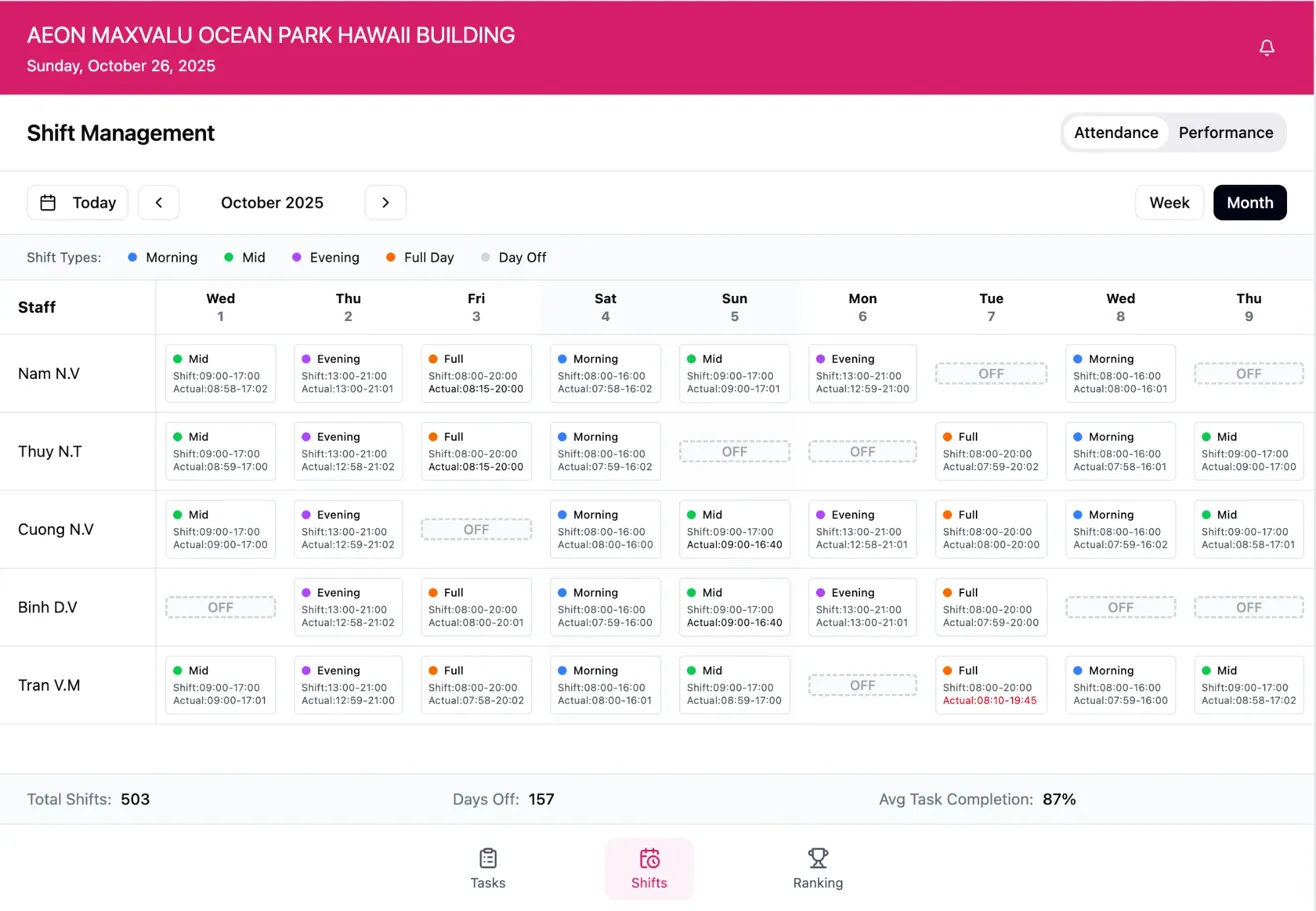 AEON MAXVALU OCEAN PARK HAWAII BUILDING
Sunday, October 26, 2025
Shift Management
Attendance
Performance
Today
October 2025
Week
Month
Shift Types:
Morning
Mid
Evening
Full Day
Day Off
Staff
Wed
1
Thu
2
Fri
3
Sat
4
Sun
5
Mon
6
Tue
7
Wed
8
Thu
9
Nam N.V
Mid
Shift:09:00-17:00
Actual:08:58-17:02
Evening
Shift:13:00-21:00
Actual:13:00-21:01
Full
Shift:08:00-20:00
Actual:08:15-20:00
Morning
Shift:08:00-16:00
Actual:07:58-16:02
Mid
Shift:09:00-17:00
Actual:09:00-17:01
Evening
Shift:13:00-21:00
Actual:12:59-21:00
OFF
Morning
Shift:08:00-16:00
Actual:08:00-16:01
OFF
Thuy N.T
Mid
Shift:09:00-17:00
Actual:08:59-17:00
Evening
Shift:13:00-21:00
Actual:12:58-21:02
Full
Shift:08:00-20:00
Actual:08:15-20:00
Morning
Shift:08:00-16:00
Actual:07:59-16:02
OFF
OFF
Full
Shift:08:00-20:00
Actual:07:59-20:02
Morning
Shift:08:00-16:00
Actual:07:58-16:01
Mid
Shift:09:00-17:00
Actual:09:00-17:00
Cuong N.V
Mid
Shift:09:00-17:00
Actual:09:00-17:00
Evening
Shift:13:00-21:00
Actual:12:59-21:02
OFF
Morning
Shift:08:00-16:00
Actual:08:00-16:00
Mid
Shift:09:00-17:00
Actual:09:00-16:40
Evening
Shift:13:00-21:00
Actual:12:58-21:01
Full
Shift:08:00-20:00
Actual:08:00-20:00
Morning
Shift:08:00-16:00
Actual:07:59-16:02
Mid
Shift:09:00-17:00
Actual:08:58-17:01
Binh D.V
OFF
Evening
Shift:13:00-21:00
Actual:12:58-21:02
Full
Shift:08:00-20:00
Actual:08:00-20:01
Morning
Shift:08:00-16:00
Actual:07:59-16:00
Mid
Shift:09:00-17:00
Actual:09:00-16:40
Evening
Shift:13:00-21:00
Actual:13:00-21:01
Full
Shift:08:00-20:00
Actual:07:59-20:00
OFF
OFF
Tran V.M
Mid
Shift:09:00-17:00
Actual:09:00-17:01
Evening
Shift:13:00-21:00
Actual:12:59-21:00
Full
Shift:08:00-20:00
Actual:07:58-20:02
Morning
Shift:08:00-16:00
Actual:08:00-16:01
Mid
Shift:09:00-17:00
Actual:08:59-17:00
OFF
Full
Shift:08:00-20:00
Actual:08:10-19:45
Morning
Shift:08:00-16:00
Actual:07:59-16:00
Mid
Shift:09:00-17:00
Actual:08:58-17:02
Total Shifts: 503
Days Off: 157
Avg Task Completion: 87%
Tasks
Shifts
Ranking